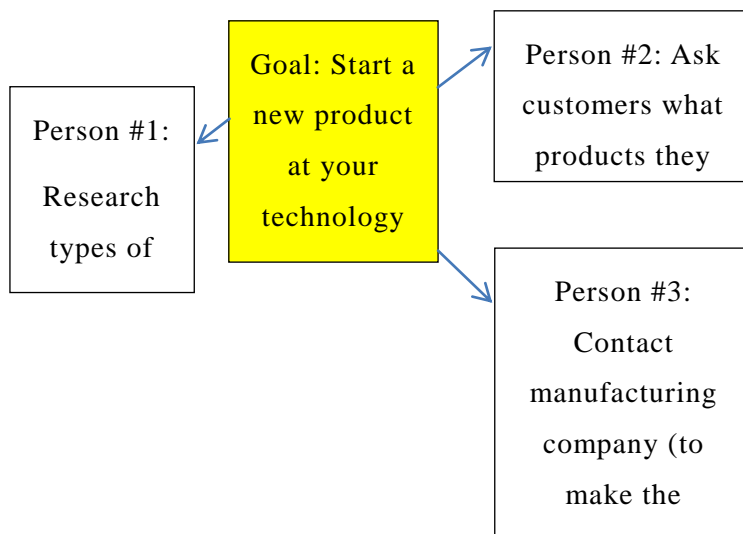 Goal: Start a
new product
at your
technology
Person #1:
Research
types of
Person #2: Ask
customers what
products they
Person #3:
Contact
manufacturing
company (to
make the